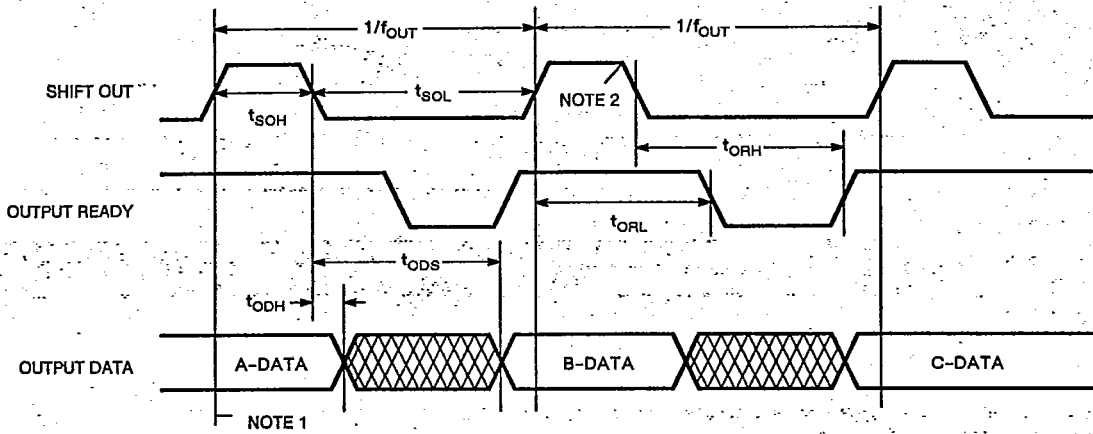 1/fOUT 1/fOUT
SHIFT OUT
tSOH
tSOL
NOTE 2
tORH
OUTPUT READY
tORL
tODS
tODH
OUTPUT DATA
A-DATA
B-DATA
C-DATA
NOTE 1